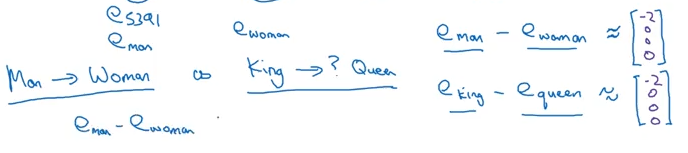 e5391
eman
ewoman
Man → Woman as King → ? Queen
eman - ewoman
eman - ewoman ≈ [-2 0 0 0]
eking - equeen ≈ [-2 0 0 0]